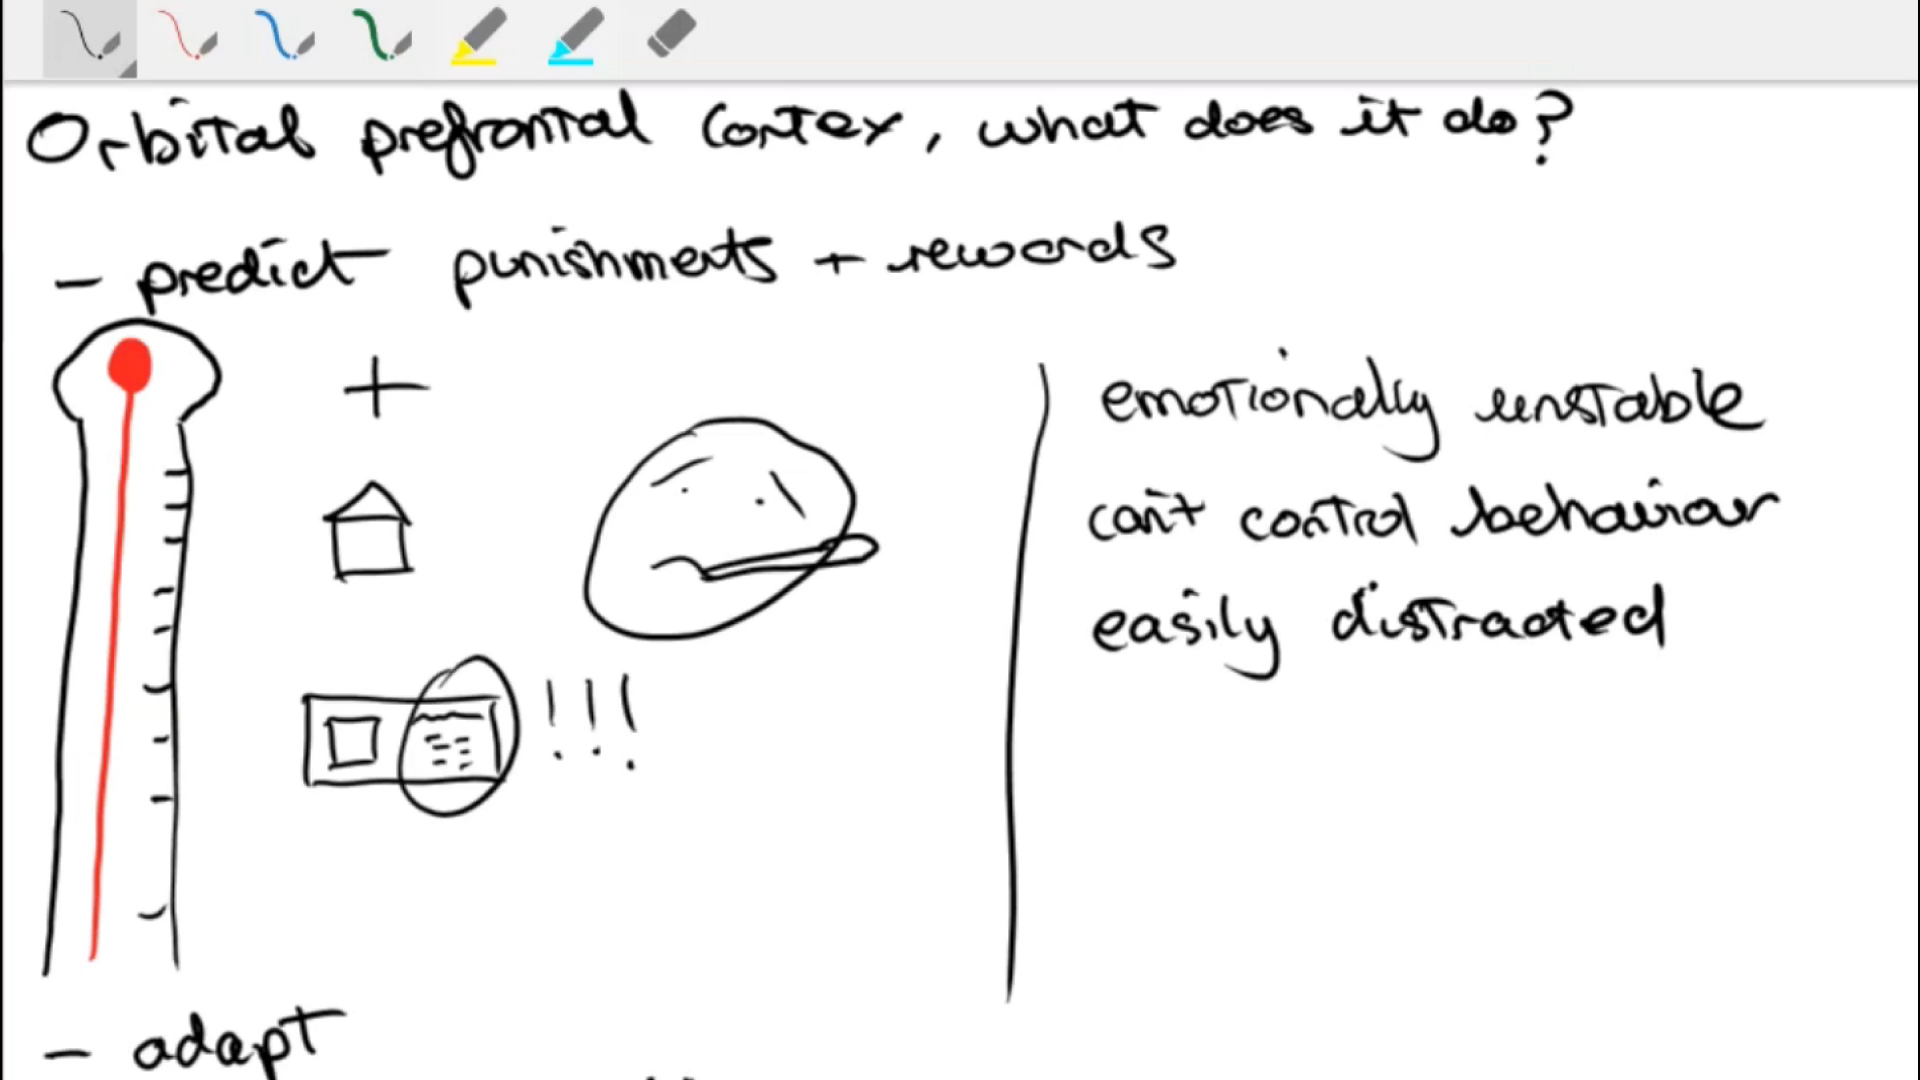 Orbital prefrontal cortex, what does it do?
- predict punishments + rewards
+
!!!
emotionally unstable
can't control behaviour
easily distracted
- adapt